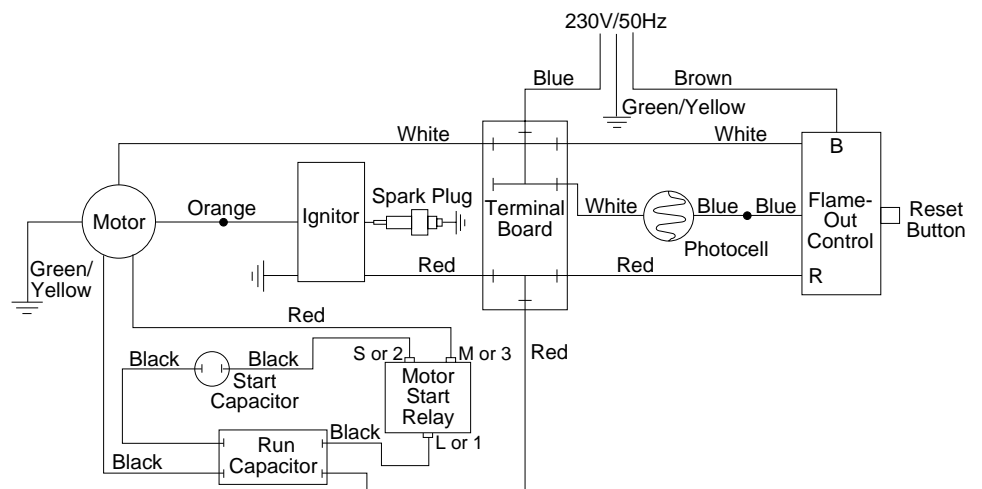 230V/50Hz
Blue
Brown
Green/Yellow
White
White
B
Orange
Ignitor
Spark Plug
Motor
Terminal
Board
White
Blue
Blue
Photocell
Flame-
Out
Control
Reset
Button
Green/
Yellow
Red
Red
R
Red
Red
S or 2
M or 3
Black
Black
Start
Capacitor
Motor
Start
Relay
Black
L or 1
Run
Capacitor
Black